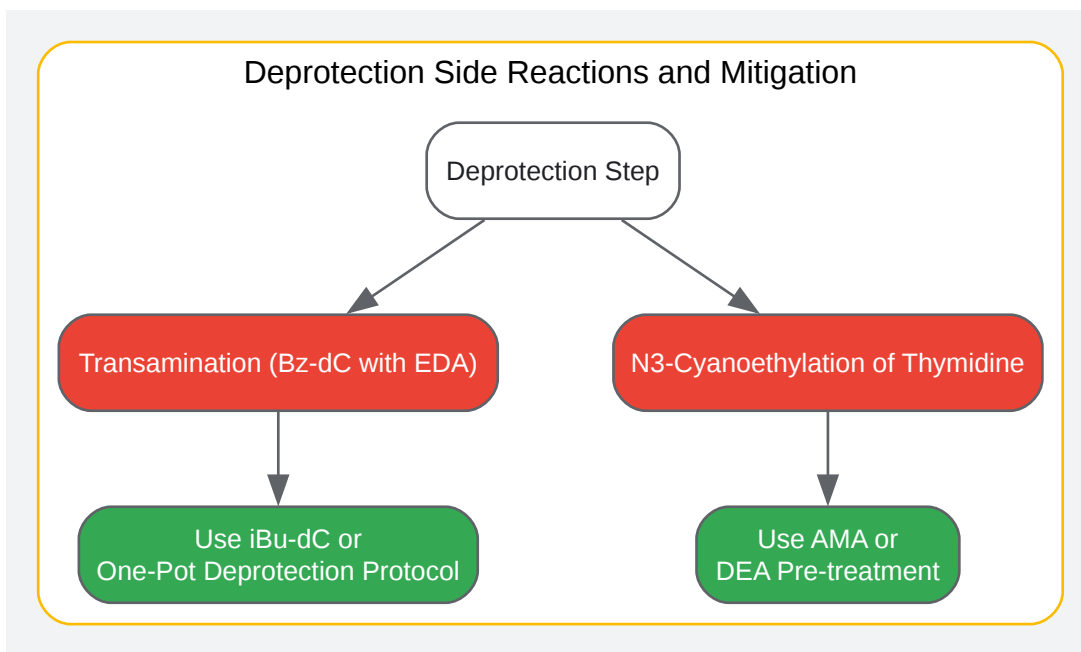 Deprotection Side Reactions and Mitigation
Deprotection Step
Transamination (Bz-dC with EDA)
N3-Cyanoethylation of Thymidine
Use iBu-dC or
One-Pot Deprotection Protocol
Use AMA or
DEA Pre-treatment